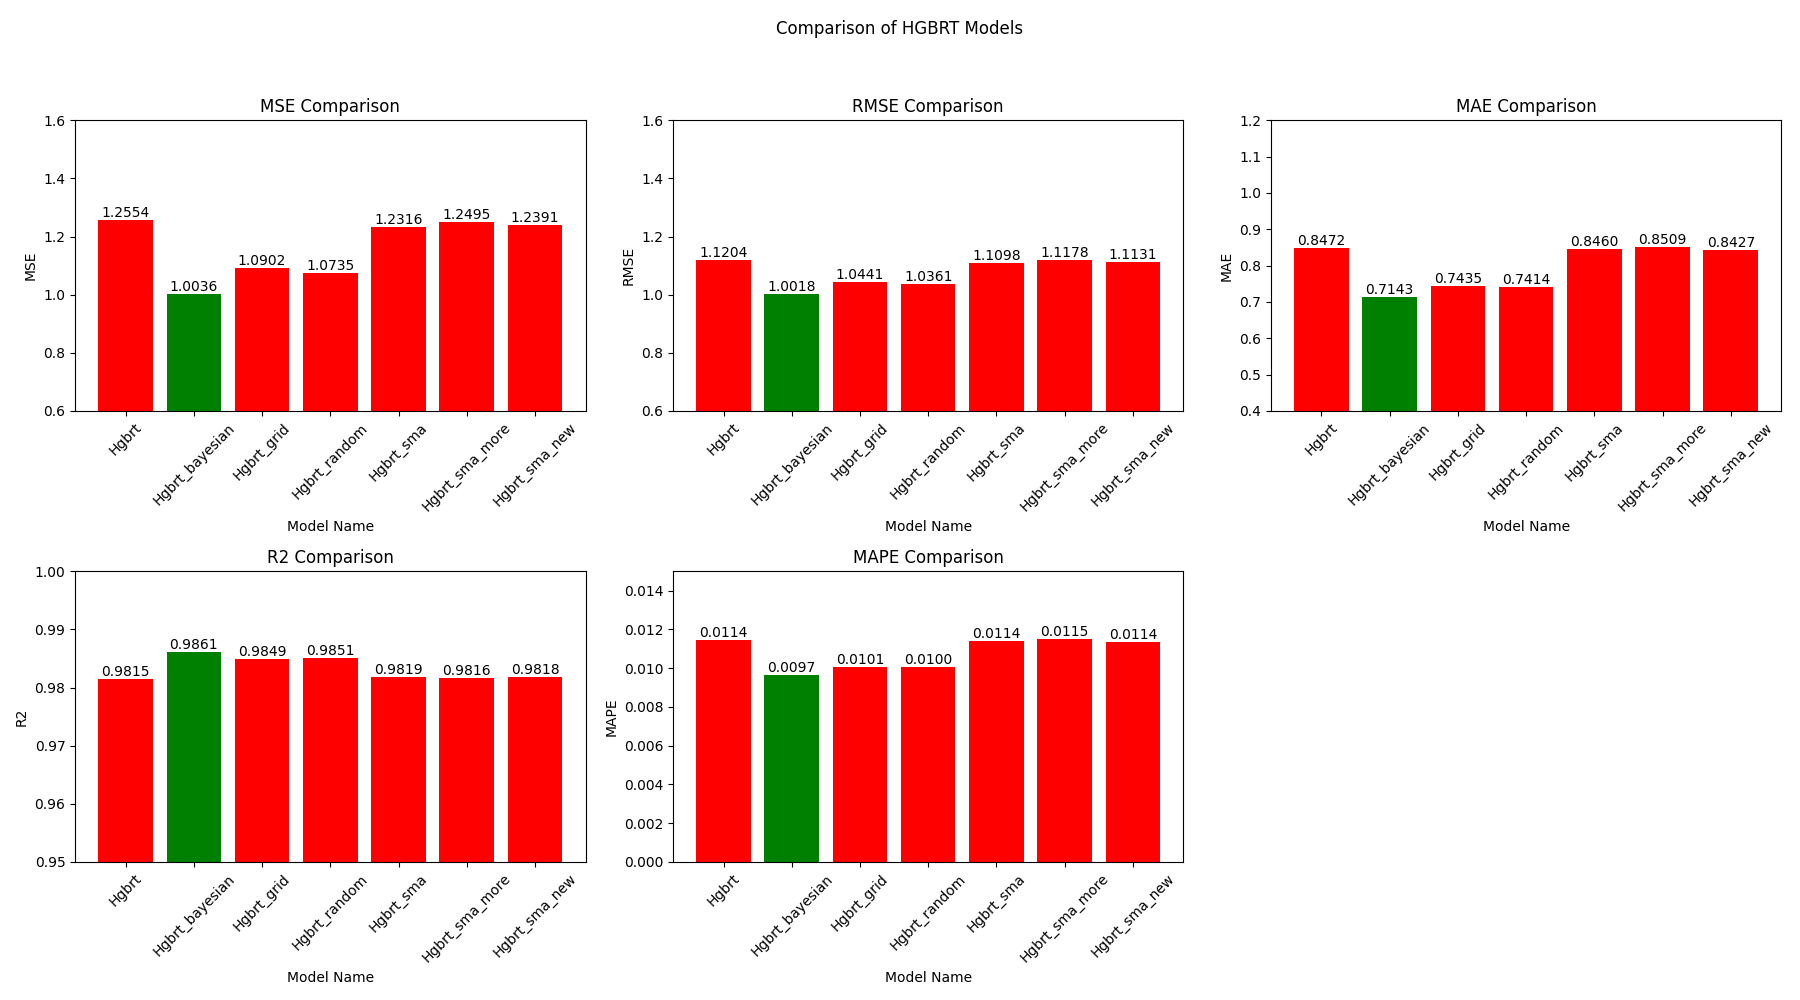 Comparison of HGBRT Models
MSE Comparison
MSE
1.6
1.4
1.2
1.0
0.8
0.6
1.2554
1.0036
1.0902
1.0735
1.2316
1.2495
1.2391
Hgbrt
Hgbrt_bayesian
Hgbrt_grid
Hgbrt_random
Hgbrt_sma
Hgbrt_sma_more
Hgbrt_sma_new
Model Name
RMSE Comparison
RMSE
1.6
1.4
1.2
1.0
0.8
0.6
1.1204
1.0018
1.0441
1.0361
1.1098
1.1178
1.1131
Hgbrt
Hgbrt_bayesian
Hgbrt_grid
Hgbrt_random
Hgbrt_sma
Hgbrt_sma_more
Hgbrt_sma_new
Model Name
MAE Comparison
MAE
1.2
1.1
1.0
0.9
0.8
0.7
0.6
0.5
0.4
0.8472
0.7143
0.7435
0.7414
0.8460
0.8509
0.8427
Hgbrt
Hgbrt_bayesian
Hgbrt_grid
Hgbrt_random
Hgbrt_sma
Hgbrt_sma_more
Hgbrt_sma_new
Model Name
R2 Comparison
R2
1.00
0.99
0.98
0.97
0.96
0.95
0.9815
0.9861
0.9849
0.9851
0.9819
0.9816
0.9818
Hgbrt
Hgbrt_bayesian
Hgbrt_grid
Hgbrt_random
Hgbrt_sma
Hgbrt_sma_more
Hgbrt_sma_new
Model Name
MAPE Comparison
MAPE
0.014
0.012
0.010
0.008
0.006
0.004
0.002
0.000
0.0114
0.0097
0.0101
0.0100
0.0114
0.0115
0.0114
Hgbrt
Hgbrt_bayesian
Hgbrt_grid
Hgbrt_random
Hgbrt_sma
Hgbrt_sma_more
Hgbrt_sma_new
Model Name